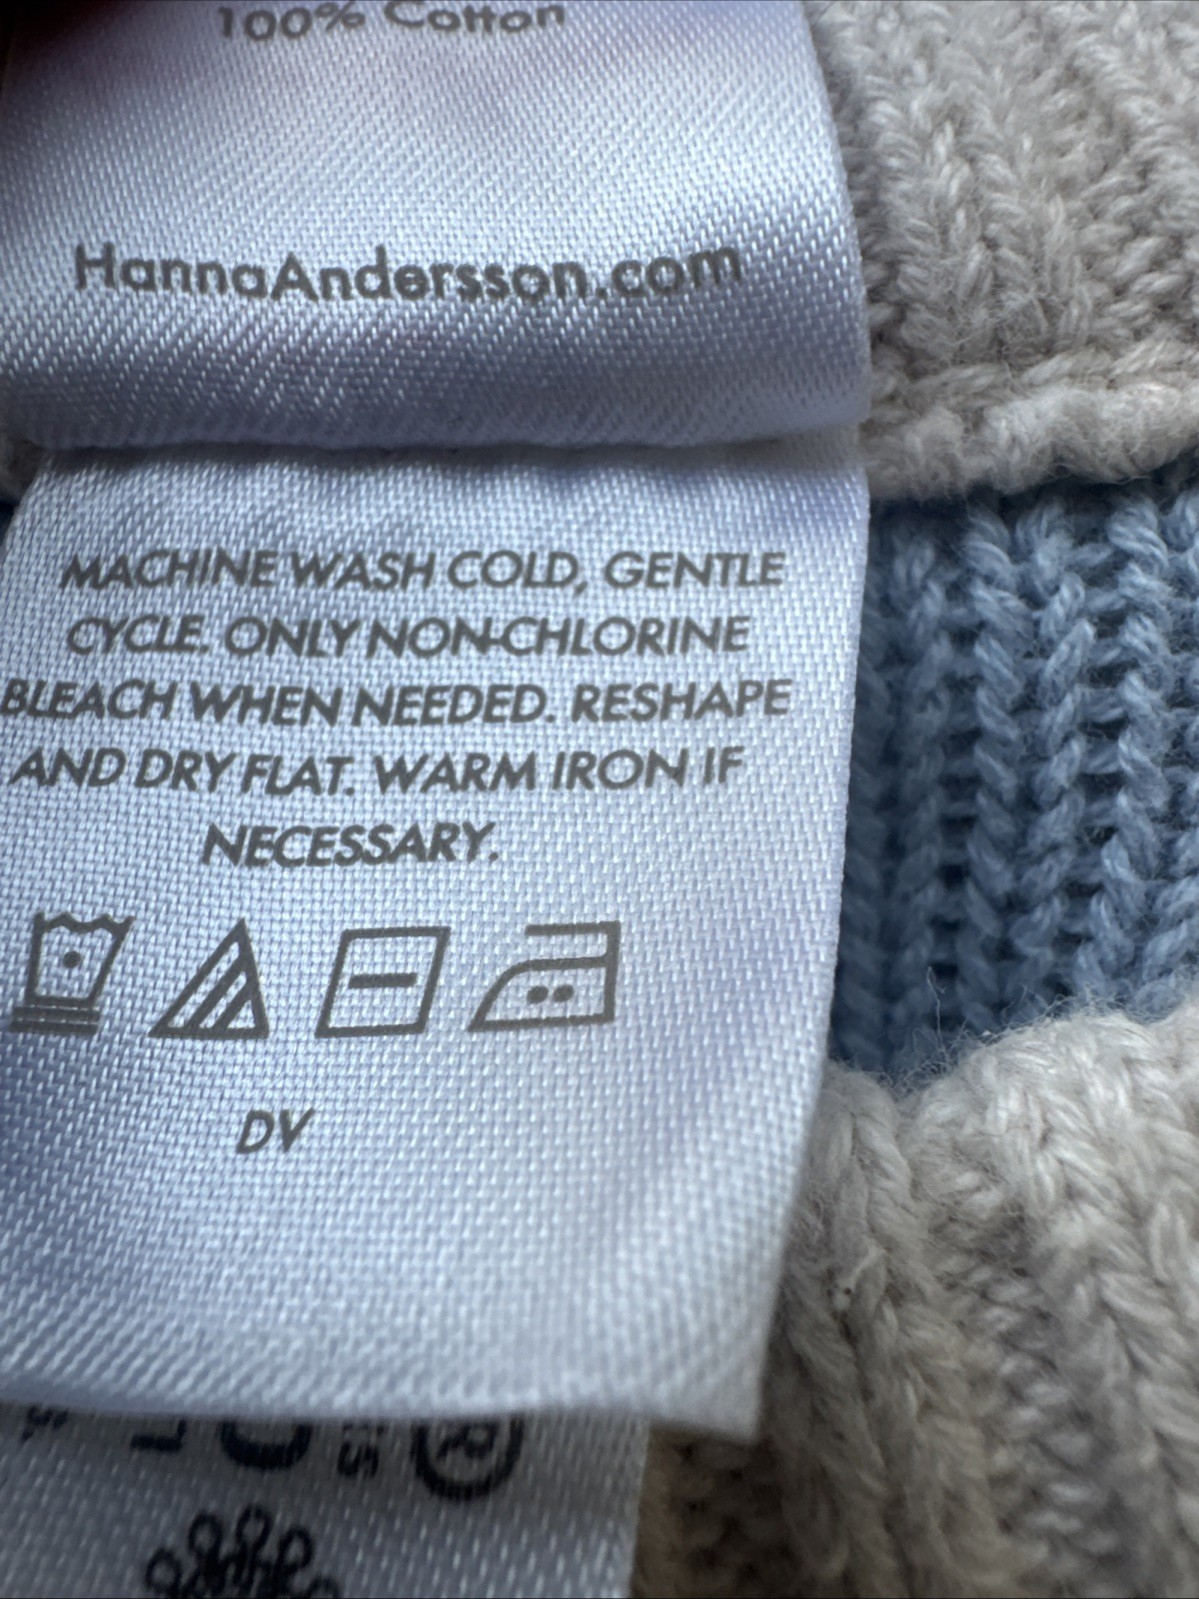 100% Cotton
HannaAndersson.com
MACHINE WASH COLD, GENTLE
CYCLE. ONLY NON-CHLORINE
BLEACH WHEN NEEDED. RESHAPE
AND DRY FLAT. WARM IRON IF
NECESSARY.
DV